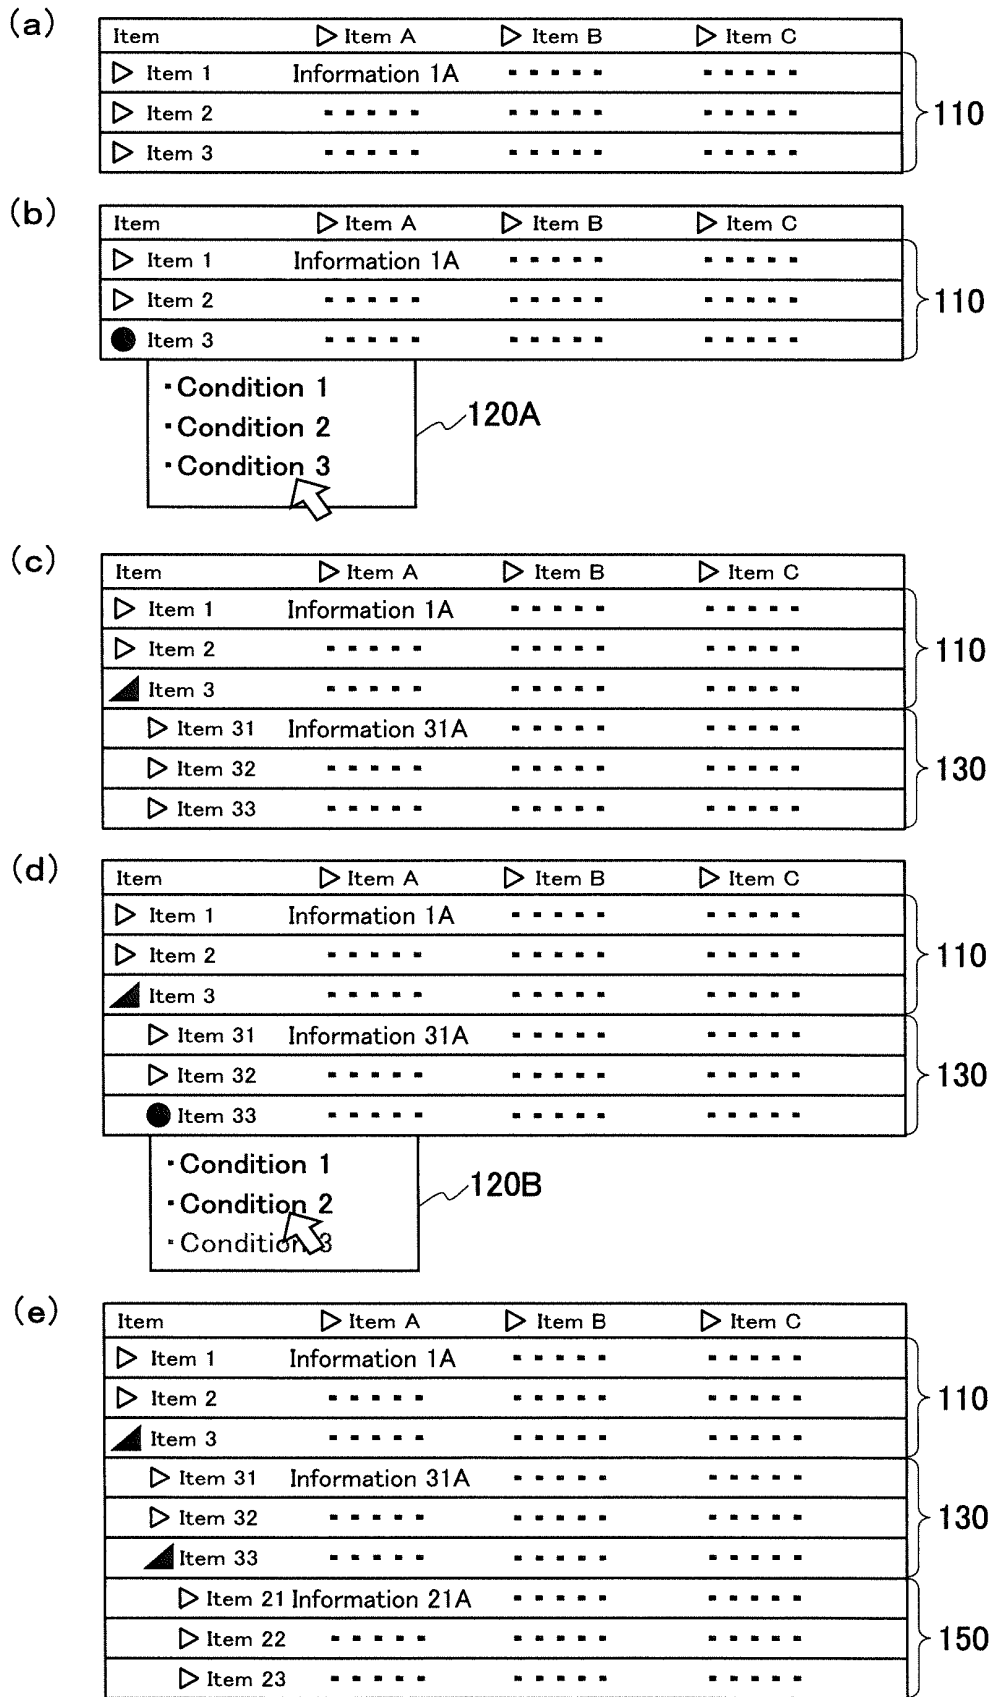 (a)
Item ▷ Item A ▷ Item B ▷ Item C
▷ Item 1 Information 1A ▪▪▪▪▪ ▪▪▪▪▪
▷ Item 2 ▪▪▪▪▪ ▪▪▪▪▪ ▪▪▪▪▪
▷ Item 3 ▪▪▪▪▪ ▪▪▪▪▪ ▪▪▪▪▪
110
(b)
Item ▷ Item A ▷ Item B ▷ Item C
▷ Item 1 Information 1A ▪▪▪▪▪ ▪▪▪▪▪
▷ Item 2 ▪▪▪▪▪ ▪▪▪▪▪ ▪▪▪▪▪
● Item 3 ▪▪▪▪▪ ▪▪▪▪▪ ▪▪▪▪▪
110
▪Condition 1
▪Condition 2
▪Condition 3
120A
(c)
Item ▷ Item A ▷ Item B ▷ Item C
▷ Item 1 Information 1A ▪▪▪▪▪ ▪▪▪▪▪
▷ Item 2 ▪▪▪▪▪ ▪▪▪▪▪ ▪▪▪▪▪
◢ Item 3 ▪▪▪▪▪ ▪▪▪▪▪ ▪▪▪▪▪
110
▷ Item 31 Information 31A ▪▪▪▪▪ ▪▪▪▪▪
▷ Item 32 ▪▪▪▪▪ ▪▪▪▪▪ ▪▪▪▪▪
▷ Item 33 ▪▪▪▪▪ ▪▪▪▪▪ ▪▪▪▪▪
130
(d)
Item ▷ Item A ▷ Item B ▷ Item C
▷ Item 1 Information 1A ▪▪▪▪▪ ▪▪▪▪▪
▷ Item 2 ▪▪▪▪▪ ▪▪▪▪▪ ▪▪▪▪▪
◢ Item 3 ▪▪▪▪▪ ▪▪▪▪▪ ▪▪▪▪▪
110
▷ Item 31 Information 31A ▪▪▪▪▪ ▪▪▪▪▪
▷ Item 32 ▪▪▪▪▪ ▪▪▪▪▪ ▪▪▪▪▪
● Item 33 ▪▪▪▪▪ ▪▪▪▪▪ ▪▪▪▪▪
130
▪Condition 1
▪Condition 2
▪Condition 3
120B
(e)
Item ▷ Item A ▷ Item B ▷ Item C
▷ Item 1 Information 1A ▪▪▪▪▪ ▪▪▪▪▪
▷ Item 2 ▪▪▪▪▪ ▪▪▪▪▪ ▪▪▪▪▪
◢ Item 3 ▪▪▪▪▪ ▪▪▪▪▪ ▪▪▪▪▪
110
▷ Item 31 Information 31A ▪▪▪▪▪ ▪▪▪▪▪
▷ Item 32 ▪▪▪▪▪ ▪▪▪▪▪ ▪▪▪▪▪
◢ Item 33 ▪▪▪▪▪ ▪▪▪▪▪ ▪▪▪▪▪
130
▷ Item 21 Information 21A ▪▪▪▪▪ ▪▪▪▪▪
▷ Item 22 ▪▪▪▪▪ ▪▪▪▪▪ ▪▪▪▪▪
▷ Item 23 ▪▪▪▪▪ ▪▪▪▪▪ ▪▪▪▪▪
150